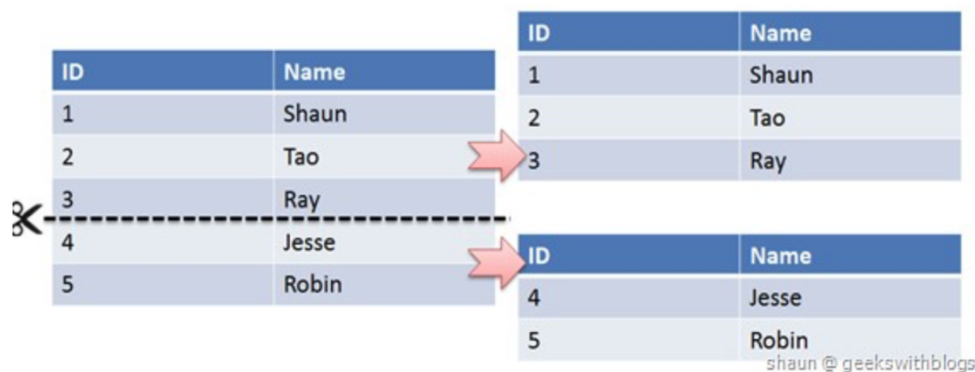 ID Name
1 Shaun
2 Tao
3 Ray
4 Jesse
5 Robin
ID Name
1 Shaun
2 Tao
3 Ray
ID Name
4 Jesse
5 Robin
shaun @ geekswithblogs